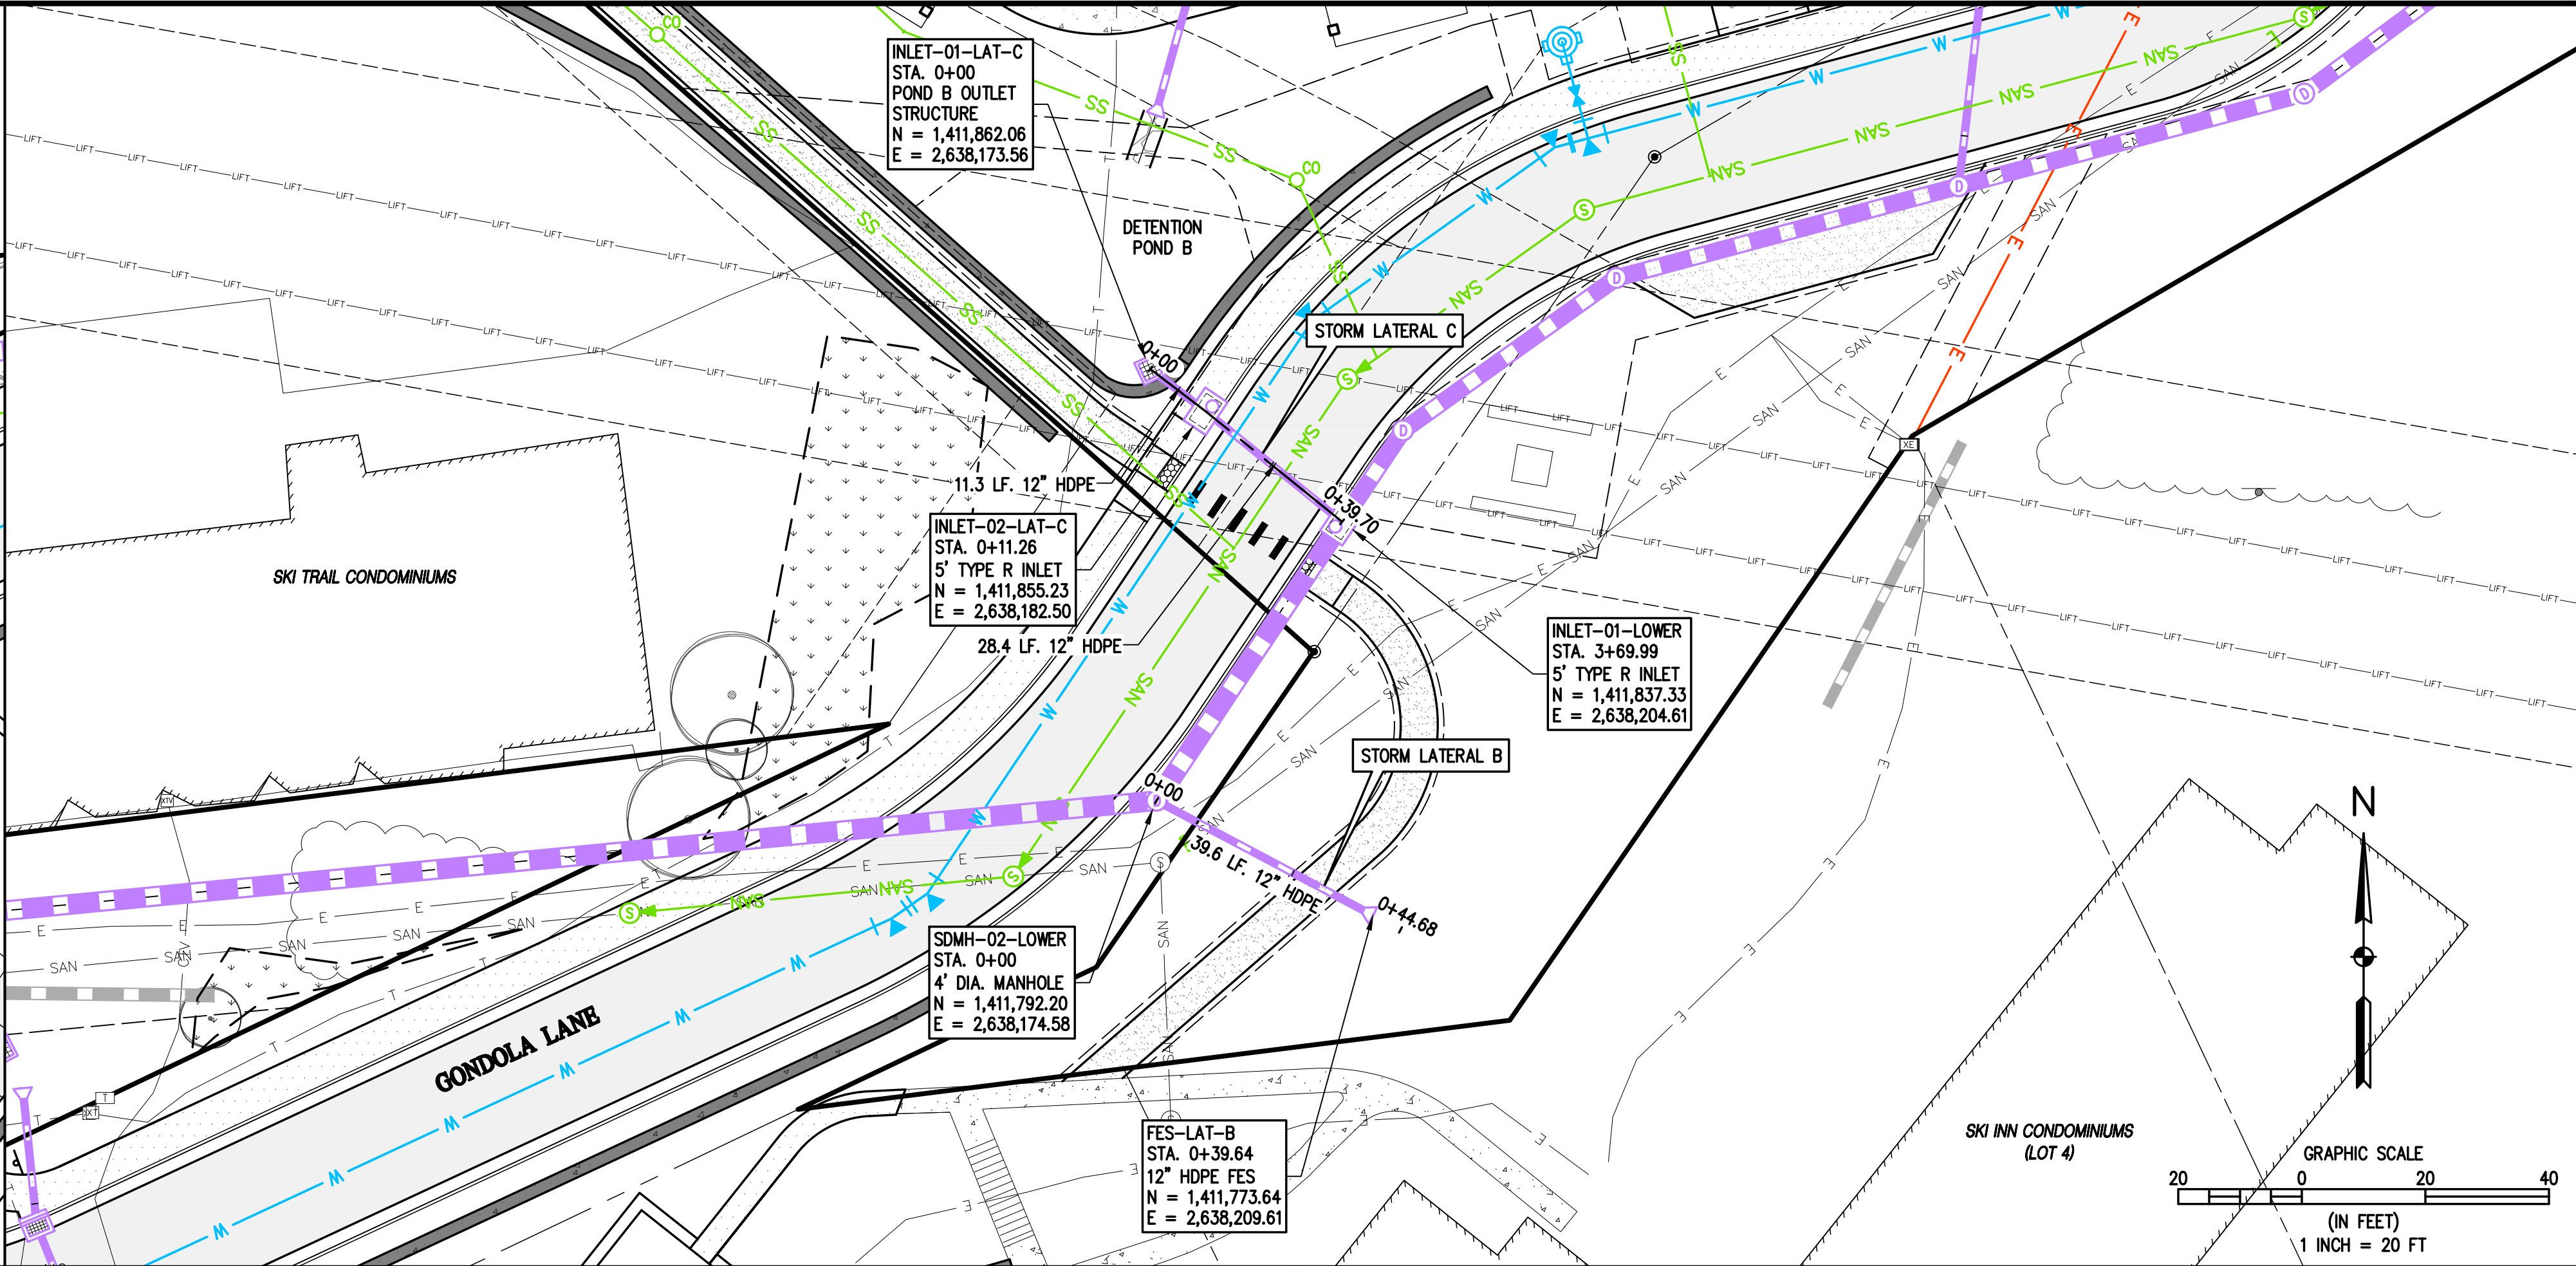 INLET-01-LAT-C
STA. 0+00
POND B OUTLET
STRUCTURE
N = 1,411,862.06
E = 2,638,173.56
DETENTION
POND B
STORM LATERAL C
0+00
11.3 LF. 12" HDPE
0+39.70
INLET-02-LAT-C
STA. 0+11.26
5' TYPE R INLET
N = 1,411,855.23
E = 2,638,182.50
28.4 LF. 12" HDPE
SKI TRAIL CONDOMINIUMS
INLET-01-LOWER
STA. 3+69.99
5' TYPE R INLET
N = 1,411,837.33
E = 2,638,204.61
STORM LATERAL B
0+00
39.6 LF. 12" HDPE
0+44.68
SDMH-02-LOWER
STA. 0+00
4' DIA. MANHOLE
N = 1,411,792.20
E = 2,638,174.58
GONDOLA LANE
FES-LAT-B
STA. 0+39.64
12" HDPE FES
N = 1,411,773.64
E = 2,638,209.61
SKI INN CONDOMINIUMS
(LOT 4)
N
GRAPHIC SCALE
20 0 20 40
(IN FEET)
1 INCH = 20 FT
CO
CO
SS
SAN
W
E
LIFT
T
S
D
XE
XTV